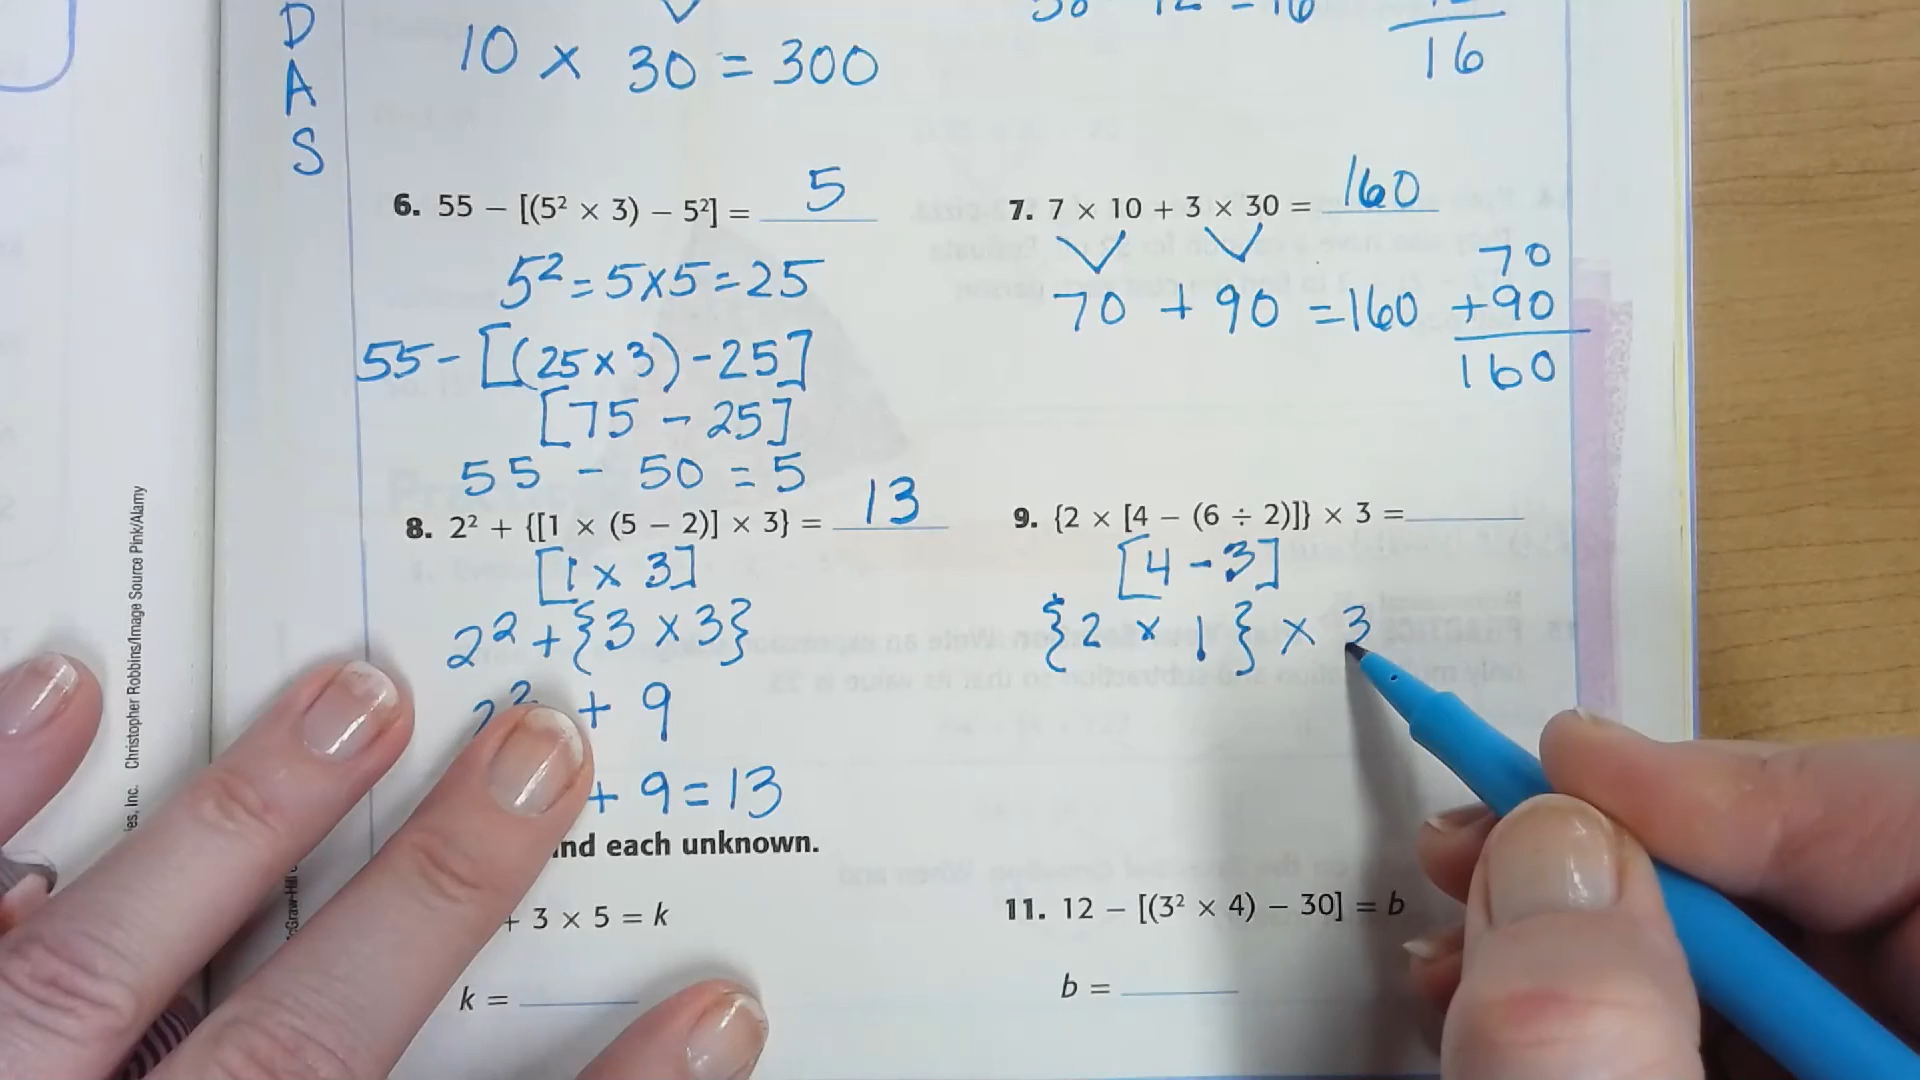 D
A
S
10 × 30 = 300
16
16
6. 55 − [(5² × 3) − 5²] = 5
5² = 5×5 = 25
55 − [(25 × 3) − 25]
[75 − 25]
55 − 50 = 5
7. 7 × 10 + 3 × 30 = 160
70 + 90 = 160
70
+90
160
8. 2² + {[1 × (5 − 2)] × 3} = 13
[1 × 3]
2² + {3 × 3}
2² + 9
+ 9 = 13
9. {2 × [4 − (6 ÷ 2)]} × 3 =
[4 − 3]
{2 × 1} × 3
nd each unknown.
+ 3 × 5 = k
k =
11. 12 − [(3² × 4) − 30] = b
b =
es, Inc. Christopher Robbins/Image Source Pink/Alamy